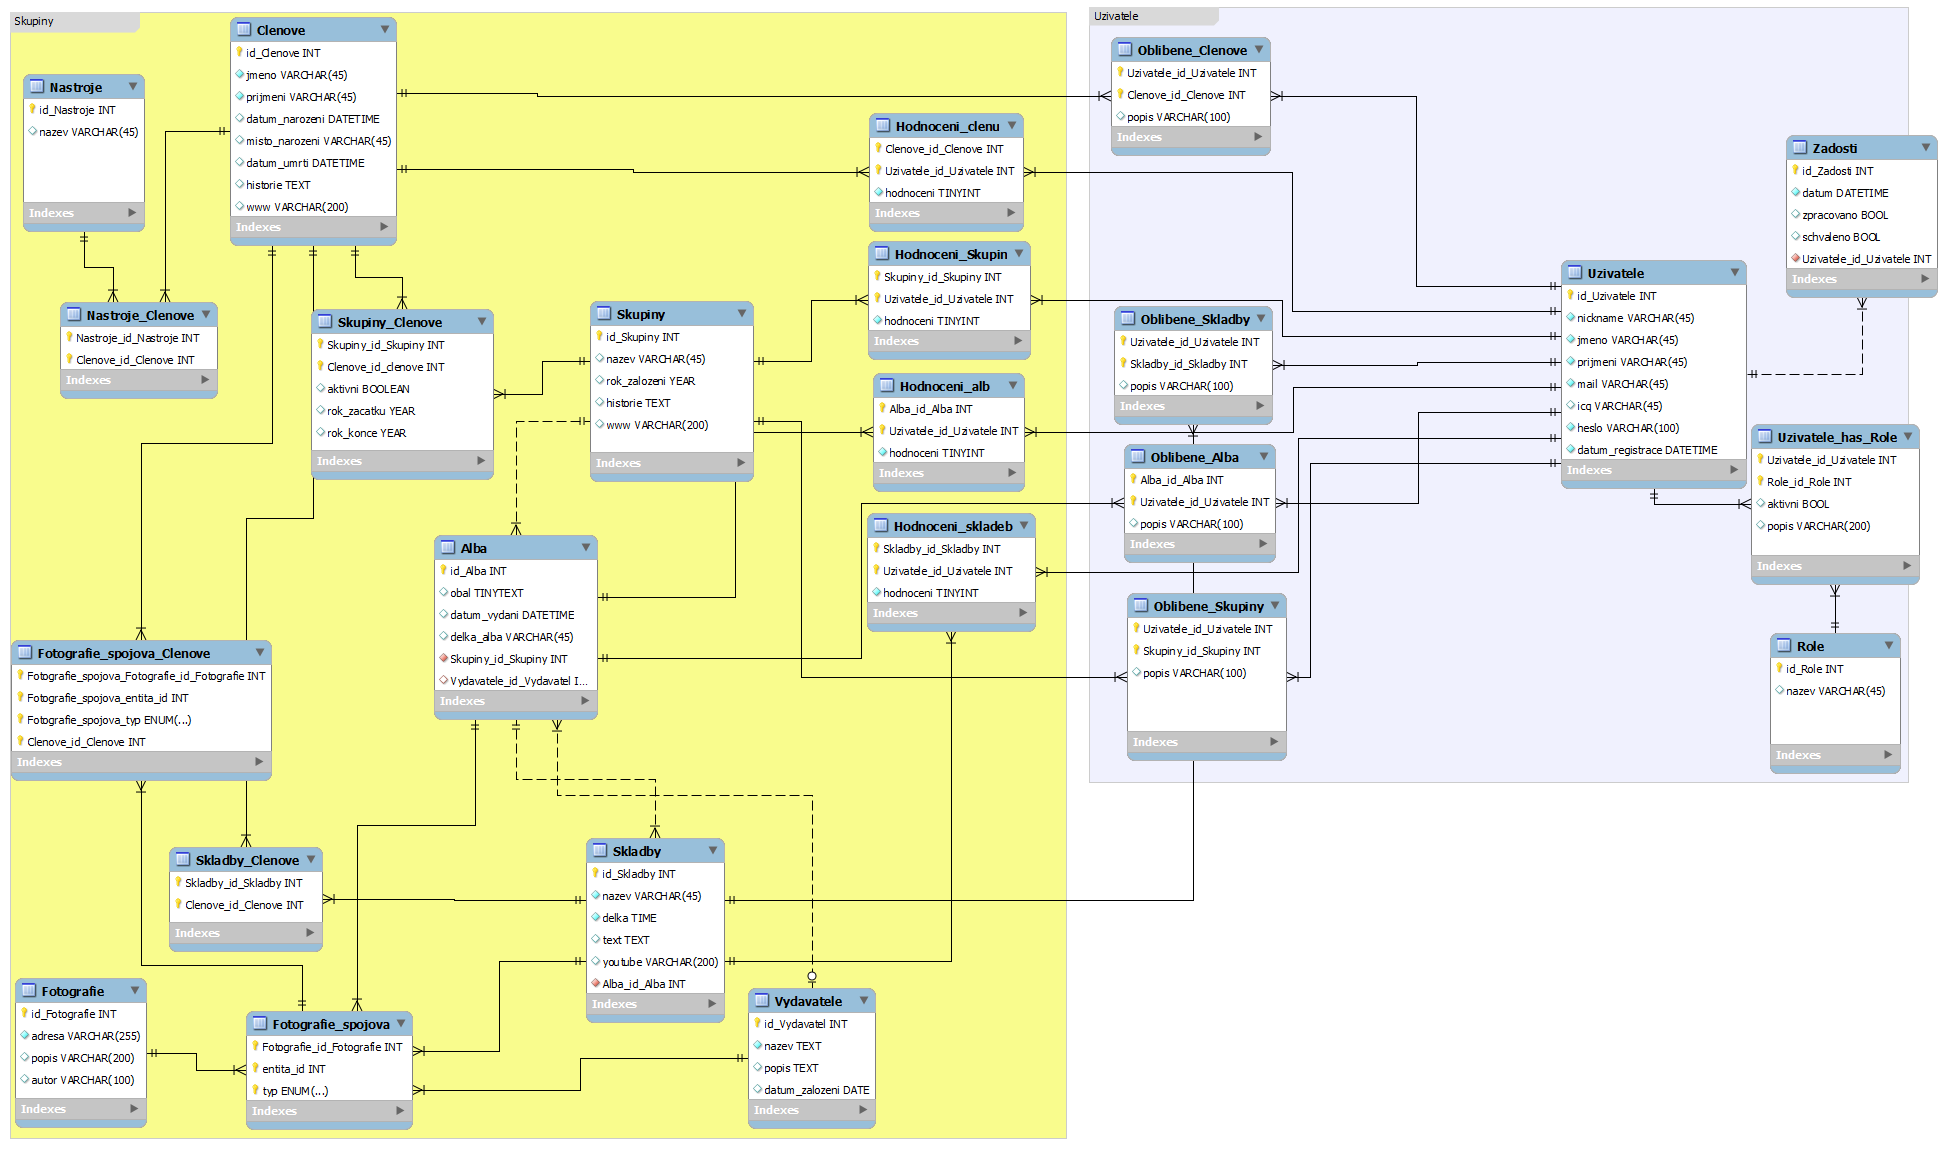 Skupiny
Clenove
id_Clenove INT
jmeno VARCHAR(45)
prijmeni VARCHAR(45)
datum_narozeni DATETIME
misto_narozeni VARCHAR(45)
datum_umrti DATETIME
historie TEXT
www VARCHAR(200)
Indexes
Nastroje
id_Nastroje INT
nazev VARCHAR(45)
Indexes
Nastroje_Clenove
Nastroje_id_Nastroje INT
Clenove_id_Clenove INT
Indexes
Skupiny_Clenove
Skupiny_id_Skupiny INT
Clenove_id_clenove INT
aktivni BOOLEAN
rok_zacatku YEAR
rok_konce YEAR
Indexes
Skupiny
id_Skupiny INT
nazev VARCHAR(45)
rok_zalozeni YEAR
historie TEXT
www VARCHAR(200)
Indexes
Hodnoceni_clenu
Clenove_id_Clenove INT
Uzivatele_id_Uzivatele INT
hodnoceni TINYINT
Indexes
Hodnoceni_Skupin
Skupiny_id_Skupiny INT
Uzivatele_id_Uzivatele INT
hodnoceni TINYINT
Indexes
Hodnoceni_alb
Alba_id_Alba INT
Uzivatele_id_Uzivatele INT
hodnoceni TINYINT
Indexes
Hodnoceni_skladeb
Skladby_id_Skladby INT
Uzivatele_id_Uzivatele INT
hodnoceni TINYINT
Indexes
Alba
id_Alba INT
obal TINYTEXT
datum_vydani DATETIME
delka_alba VARCHAR(45)
Skupiny_id_Skupiny INT
Vydavatele_id_Vydavatel I...
Indexes
Fotografie_spojova_Clenove
Fotografie_spojova_Fotografie_id_Fotografie INT
Fotografie_spojova_entita_id INT
Fotografie_spojova_typ ENUM(...)
Clenove_id_Clenove INT
Indexes
Skladby_Clenove
Skladby_id_Skladby INT
Clenove_id_Clenove INT
Indexes
Skladby
id_Skladby INT
nazev VARCHAR(45)
delka TIME
text TEXT
youtube VARCHAR(200)
Alba_id_Alba INT
Indexes
Fotografie
id_Fotografie INT
adresa VARCHAR(255)
popis VARCHAR(200)
autor VARCHAR(100)
Indexes
Fotografie_spojova
Fotografie_id_Fotografie INT
entita_id INT
typ ENUM(...)
Indexes
Vydavatele
id_Vydavatel INT
nazev TEXT
popis TEXT
datum_zalozeni DATE
Indexes
Uzivatele
Oblibene_Clenove
Uzivatele_id_Uzivatele INT
Clenove_id_Clenove INT
popis VARCHAR(100)
Indexes
Oblibene_Skladby
Uzivatele_id_Uzivatele INT
Skladby_id_Skladby INT
popis VARCHAR(100)
Indexes
Oblibene_Alba
Alba_id_Alba INT
Uzivatele_id_Uzivatele INT
popis VARCHAR(100)
Indexes
Oblibene_Skupiny
Uzivatele_id_Uzivatele INT
Skupiny_id_Skupiny INT
popis VARCHAR(100)
Indexes
Uzivatele
id_Uzivatele INT
nickname VARCHAR(45)
jmeno VARCHAR(45)
prijmeni VARCHAR(45)
mail VARCHAR(45)
icq VARCHAR(45)
heslo VARCHAR(100)
datum_registrace DATETIME
Indexes
Zadosti
id_Zadosti INT
datum DATETIME
zpracovano BOOL
schvaleno BOOL
Uzivatele_id_Uzivatele INT
Indexes
Uzivatele_has_Role
Uzivatele_id_Uzivatele INT
Role_id_Role INT
aktivni BOOL
popis VARCHAR(200)
Indexes
Role
id_Role INT
nazev VARCHAR(45)
Indexes